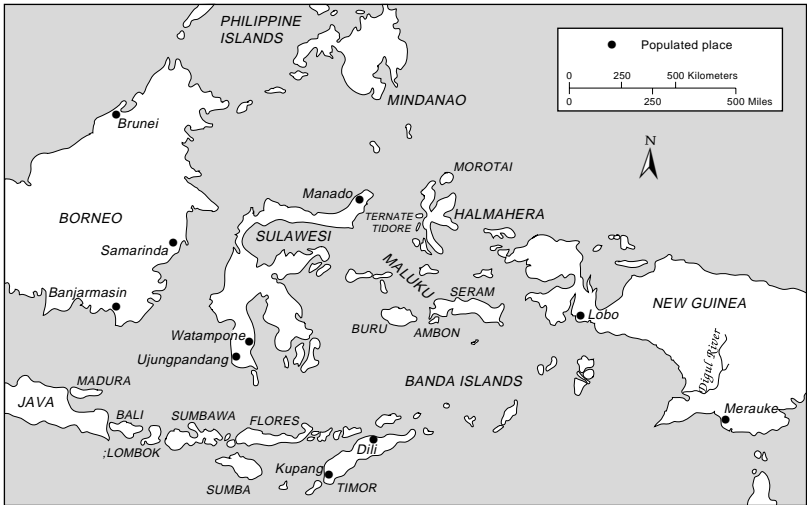 PHILIPPINE
ISLANDS
MINDANAO
Populated place
0 250 500 Kilometers
0 250 500 Miles
N
Brunei
MOROTAI
Manado
BORNEO
TERNATE
TIDORE
HALMAHERA
SULAWESI
Samarinda
MALUKU
Banjarmasin
SERAM
NEW GUINEA
BURU
AMBON
Lobo
Watampone
Ujungpandang
Digul River
BANDA ISLANDS
MADURA
JAVA
BALI
SUMBAWA
FLORES
Merauke
;LOMBOK
Dili
Kupang
SUMBA
TIMOR